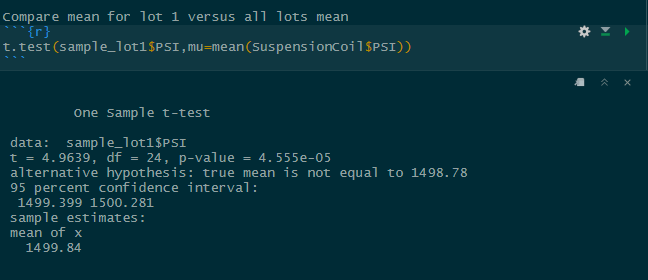 Compare mean for lot 1 versus all lots mean
```{r}
t.test(sample_lot1$PSI,mu=mean(SuspensionCoil$PSI))
```
One Sample t-test
data:  sample_lot1$PSI
t = 4.9639, df = 24, p-value = 4.555e-05
alternative hypothesis: true mean is not equal to 1498.78
95 percent confidence interval:
1499.399 1500.281
sample estimates:
mean of x
1499.84